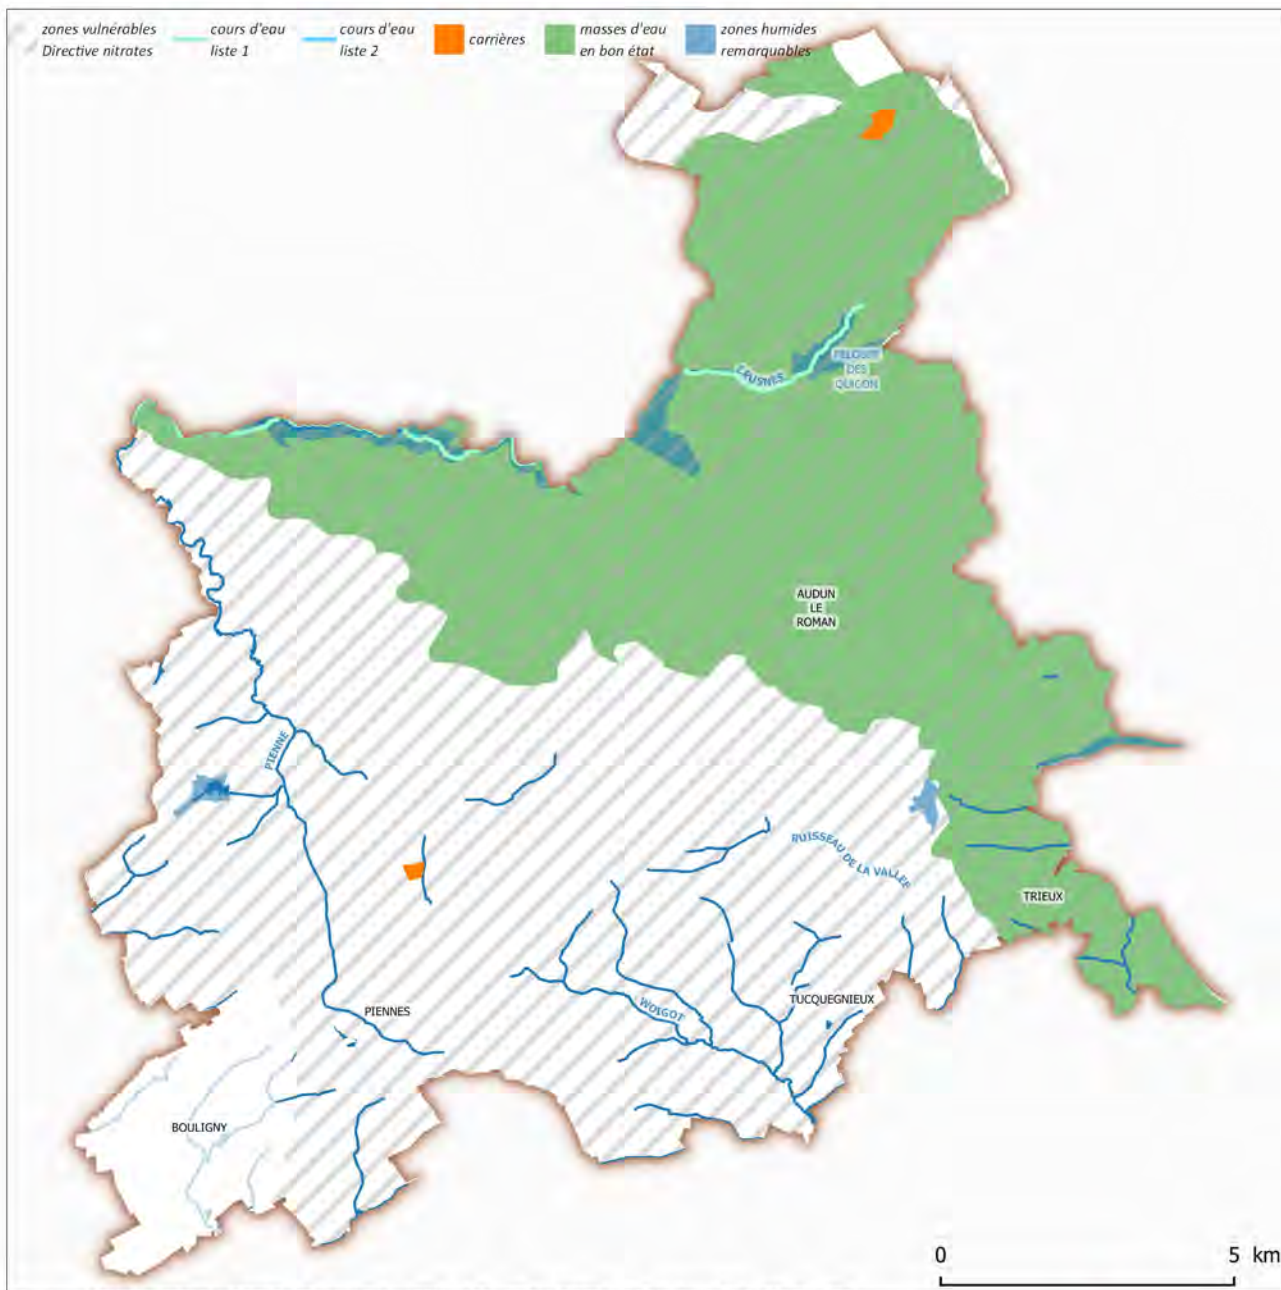 zones vulnérables
Directive nitrates
cours d'eau
liste 1
cours d'eau
liste 2
carrières
masses d'eau
en bon état
zones humides
remarquables
CRUSNES
PELOUSE
DES
QUIGON
AUDUN
LE
ROMAN
PIENNE
RUISSEAU DE LA VALLEE
TRIEUX
WOIGOT
TUCQUEGNIEUX
PIENNES
BOULIGNY
0
5 km